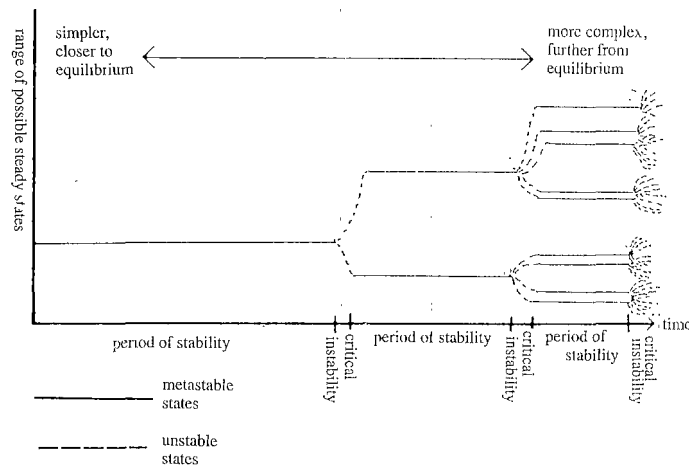 simpler,
closer to
equilibrium
more complex,
further from
equilibrium
range of possible steady states
time
period of stability
critical
instability
period of stability
critical
instability
period of
stability
critical
instability
metastable
states
unstable
states